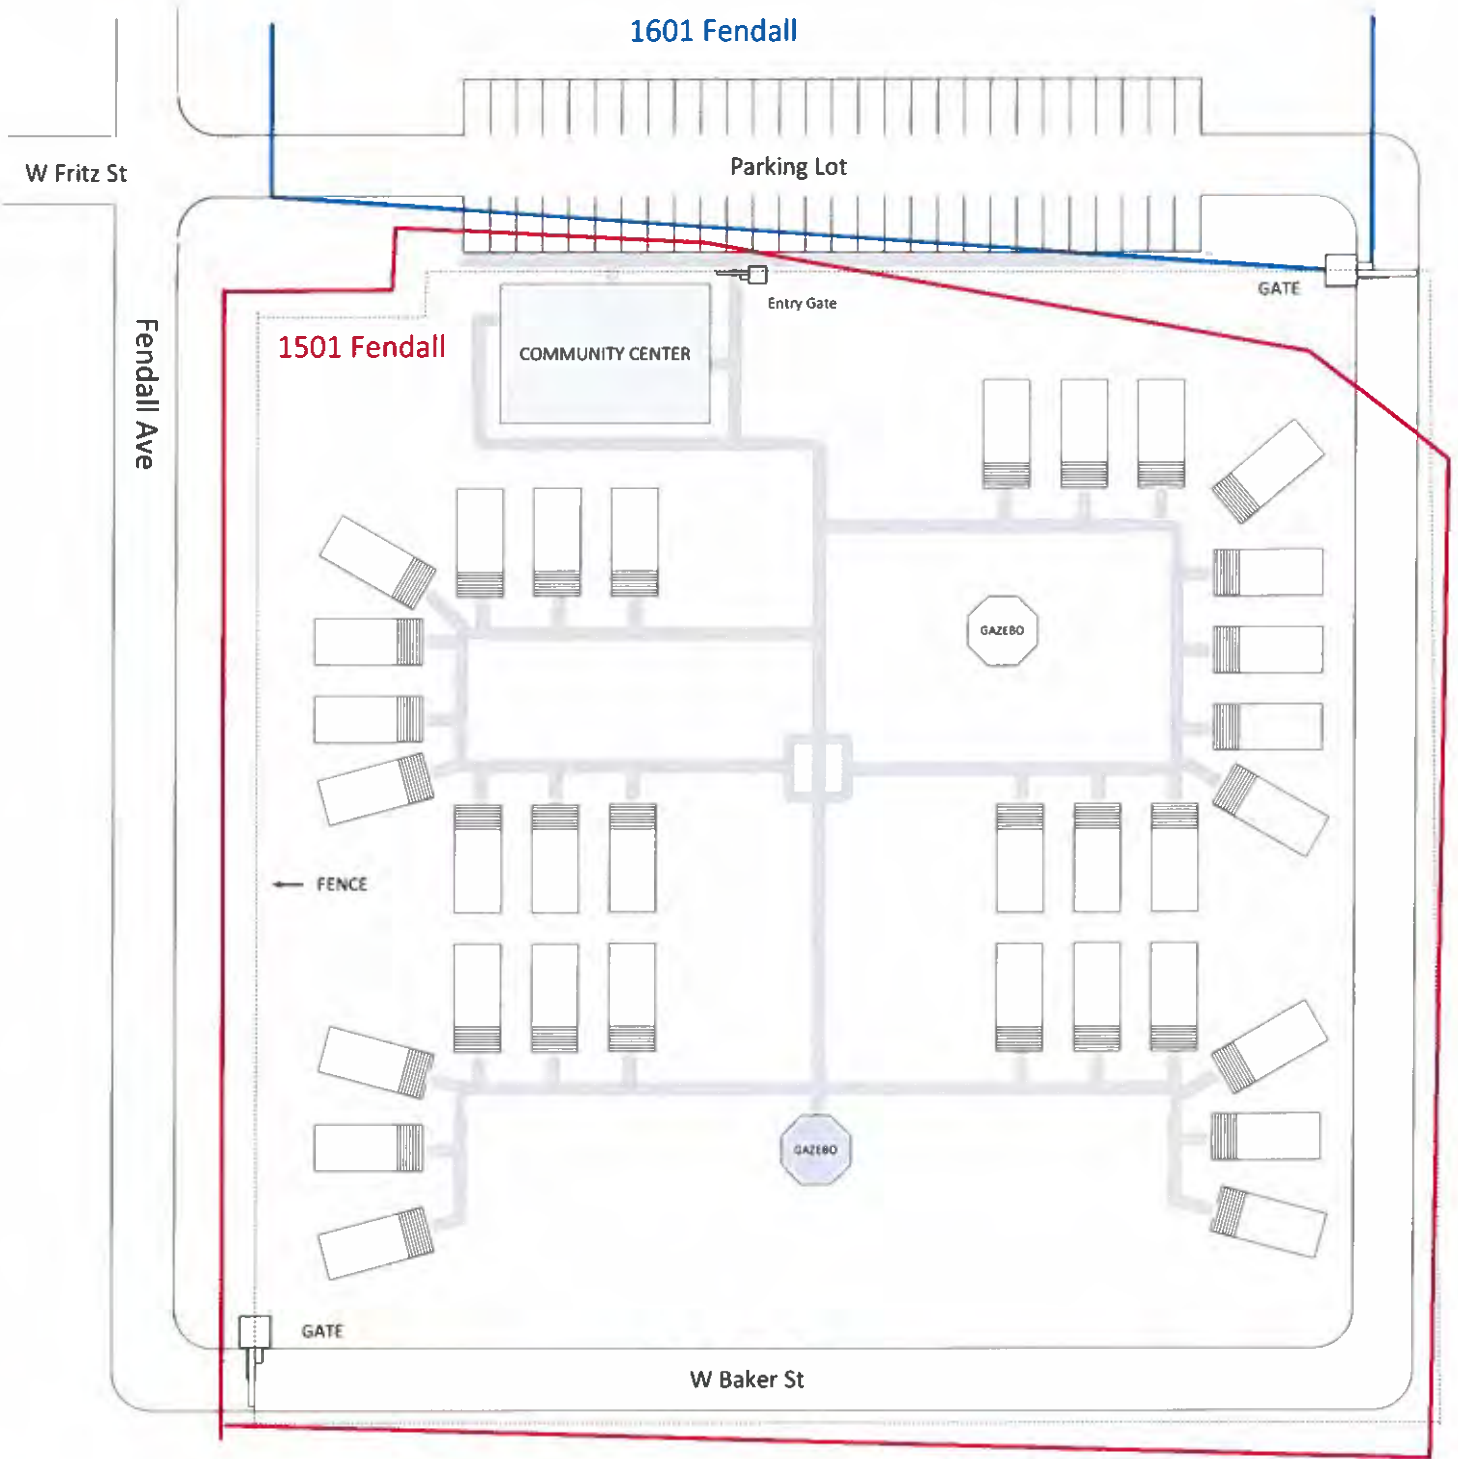 1601 Fendall
W Fritz St
Parking Lot
GATE
Entry Gate
Fendall Ave
1501 Fendall
COMMUNITY CENTER
GAZEBO
FENCE
GAZEBO
GATE
W Baker St